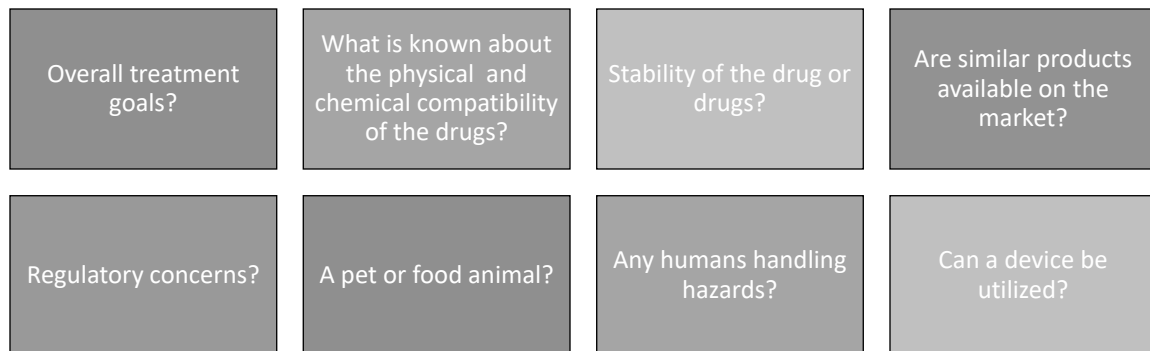 Overall treatment
goals?
What is known about
the physical and
chemical compatibility
of the drugs?
Stability of the drug or
drugs?
Are similar products
available on the
market?
Regulatory concerns?
A pet or food animal?
Any humans handling
hazards?
Can a device be
utilized?